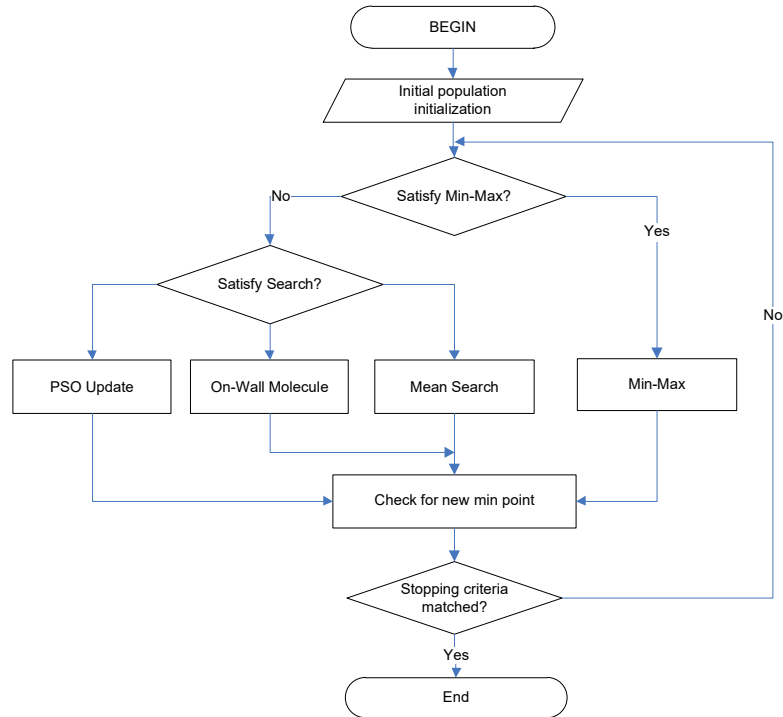 BEGIN
Initial population
initialization
Satisfy Min-Max?
No
Yes
Satisfy Search?
No
PSO Update
On-Wall Molecule
Mean Search
Min-Max
Check for new min point
Stopping criteria
matched?
Yes
End